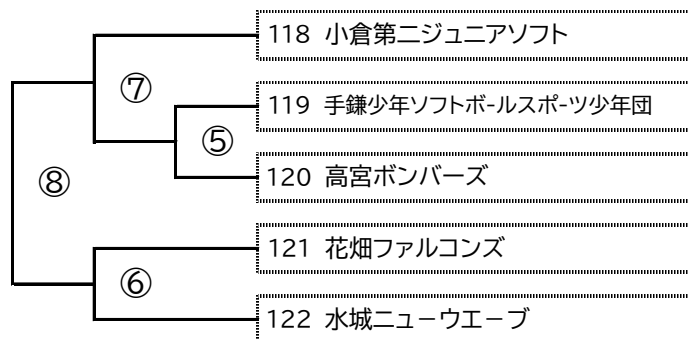 118 小倉第二ジュニアソフト
⑦
119 手鎌少年ソフトボールスポーツ少年団
⑤
120 高宮ボンバーズ
⑧
121 花畑ファルコンズ
⑥
122 水城ニューウエーブ